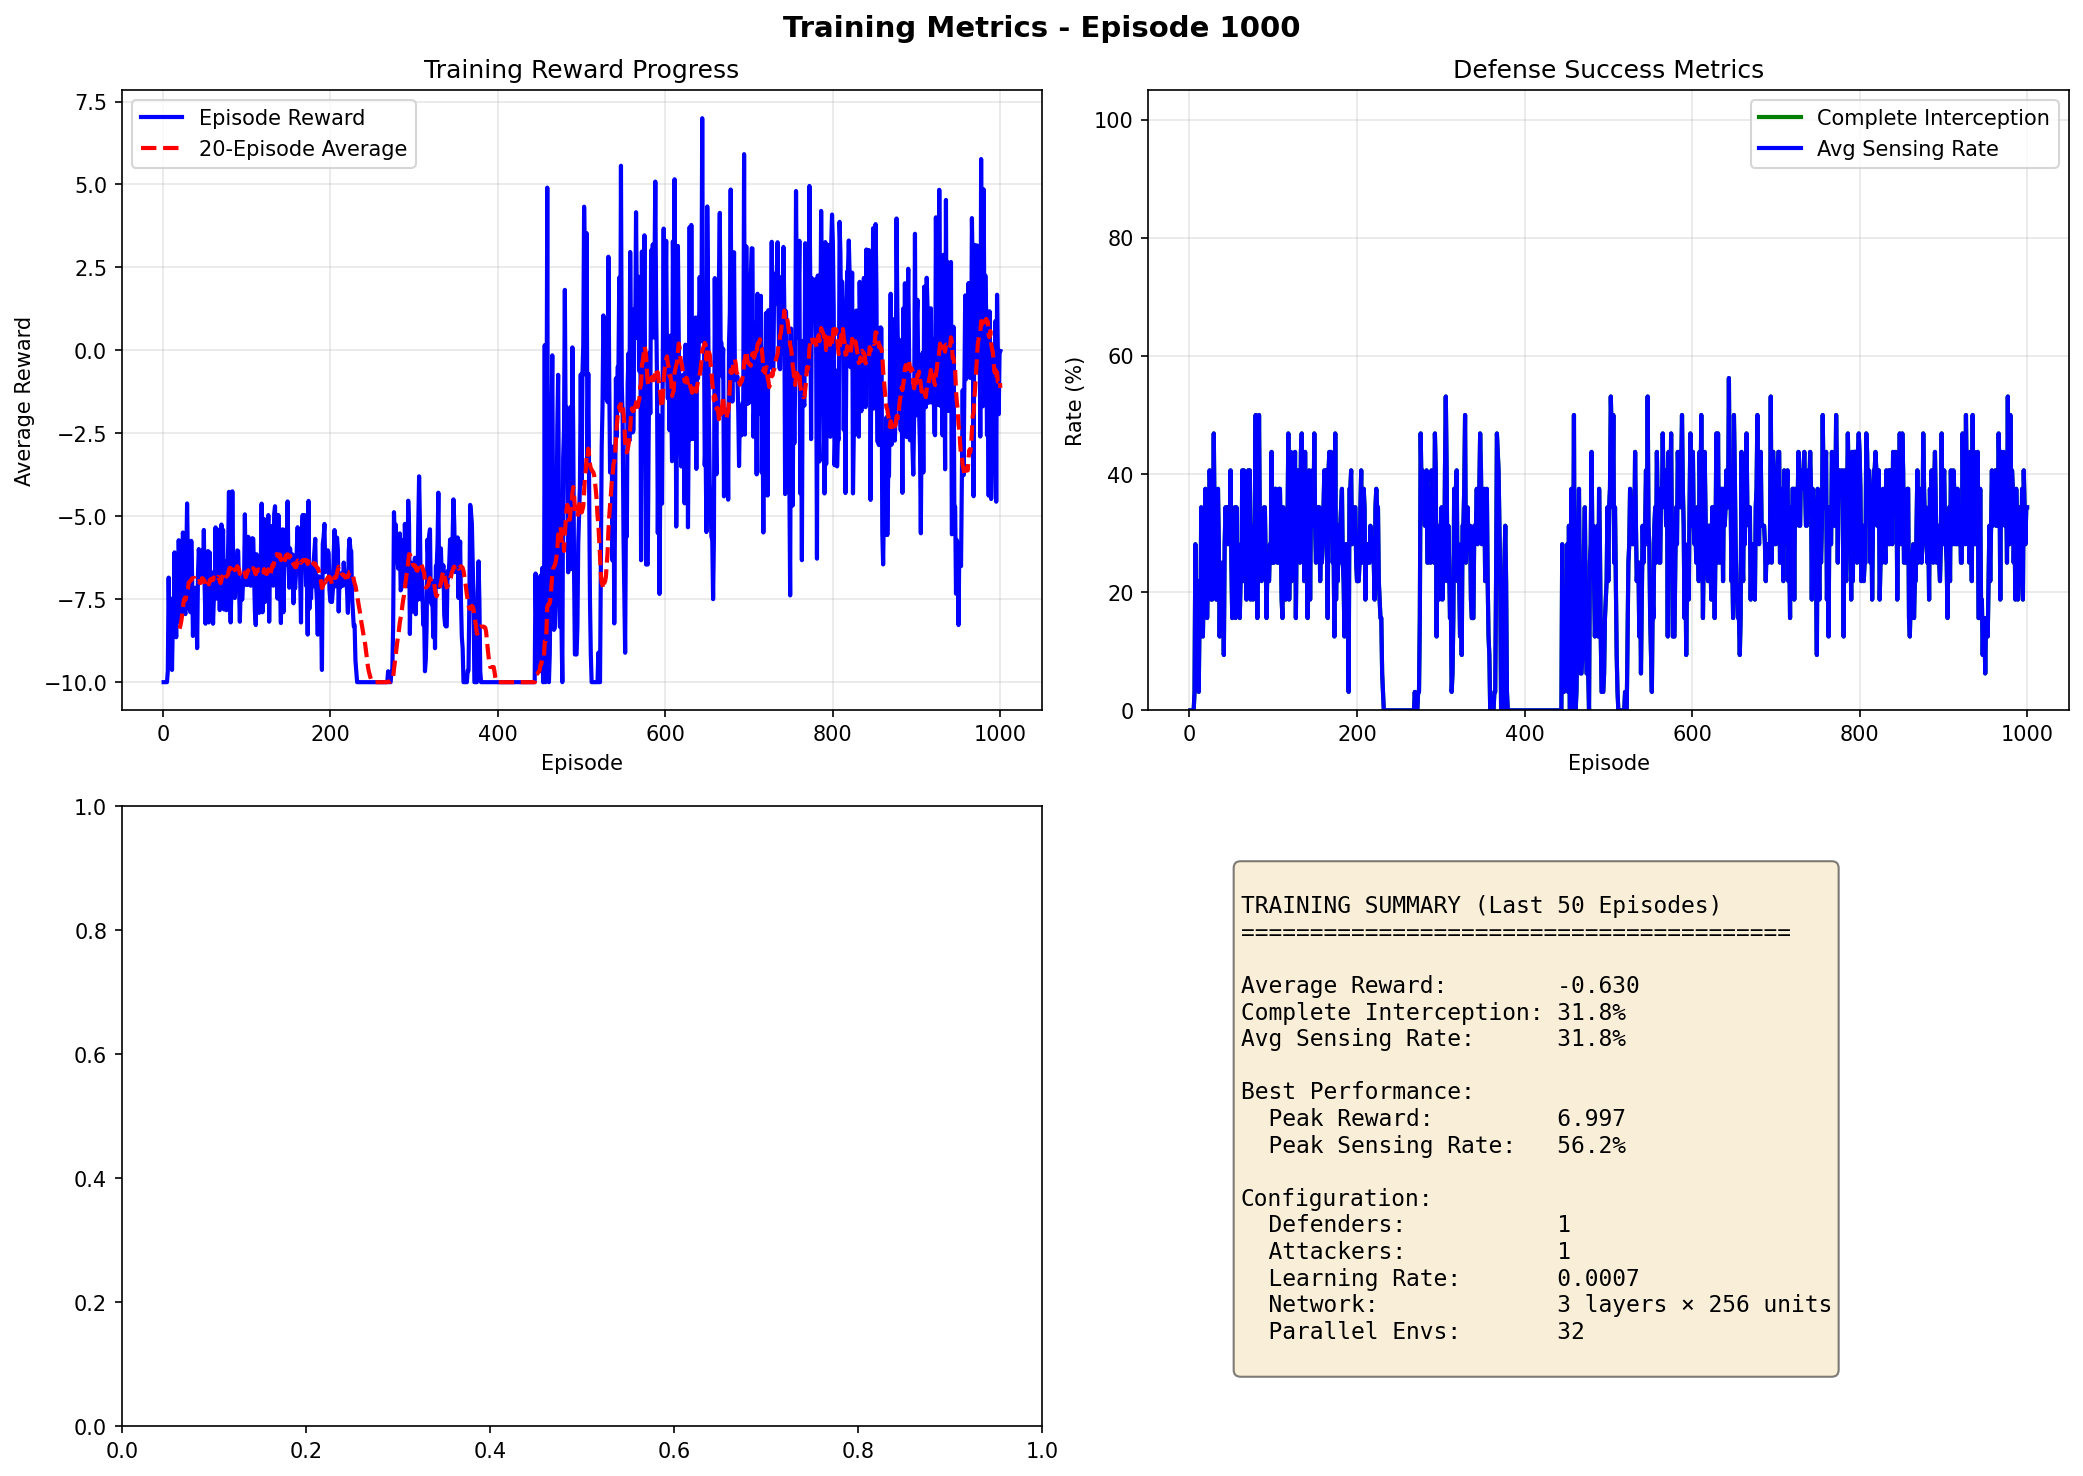 Training Metrics - Episode 1000
Training Reward Progress
Episode Reward
20-Episode Average
Average Reward
7.5
5.0
2.5
0.0
−2.5
−5.0
−7.5
−10.0
0 200 400 600 800 1000
Episode
Defense Success Metrics
Complete Interception
Avg Sensing Rate
Rate (%)
100
80
60
40
20
0
0 200 400 600 800 1000
Episode
1.0
0.8
0.6
0.4
0.2
0.0
0.0 0.2 0.4 0.6 0.8 1.0
TRAINING SUMMARY (Last 50 Episodes)
========================================
Average Reward: -0.630
Complete Interception: 31.8%
Avg Sensing Rate: 31.8%
Best Performance:
Peak Reward: 6.997
Peak Sensing Rate: 56.2%
Configuration:
Defenders: 1
Attackers: 1
Learning Rate: 0.0007
Network: 3 layers × 256 units
Parallel Envs: 32